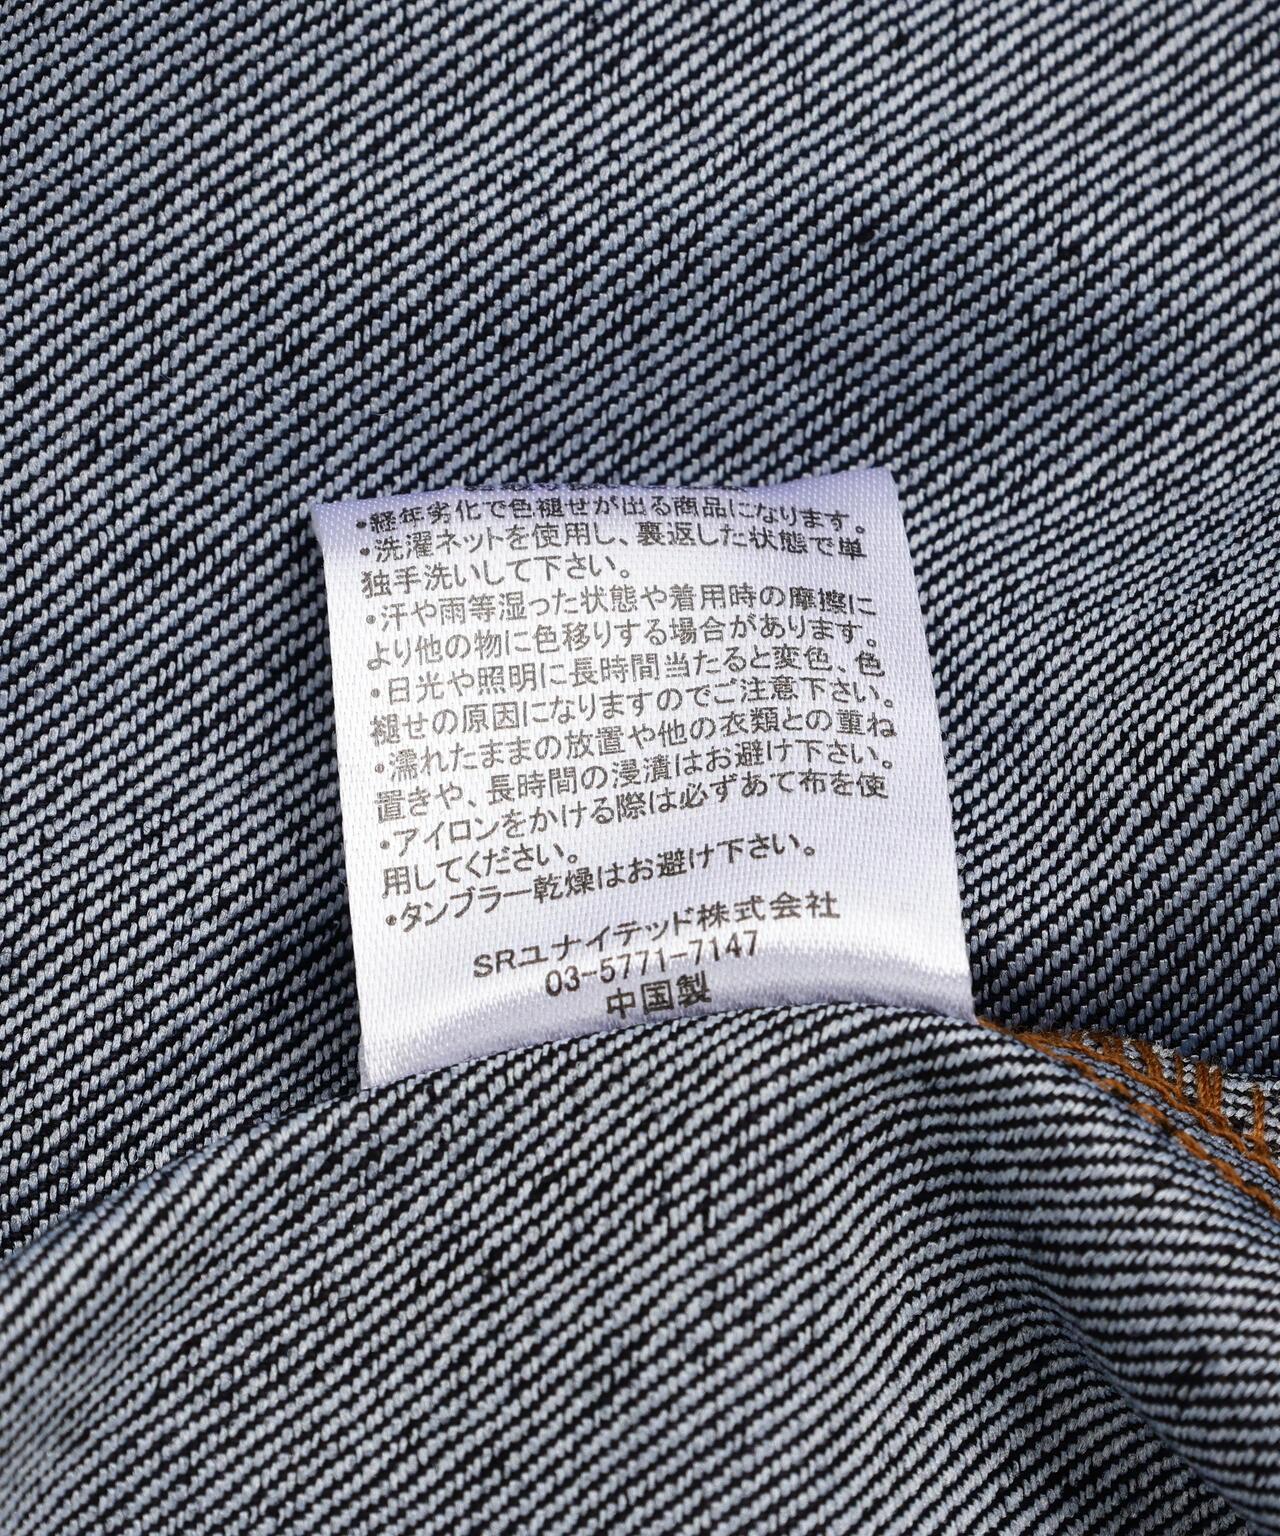 ・経年劣化で色褪せが出る商品になります。
・洗濯ネットを使用し、裏返した状態で単
独手洗いして下さい。
・汗や雨等湿った状態や着用時の摩擦に
より他の物に色移りする場合があります。
・日光や照明に長時間当たると変色、色
褪せの原因になりますのでご注意下さい。
・濡れたままの放置や他の衣類との重ね
置きや、長時間の浸漬はお避け下さい。
・アイロンをかける際は必ずあて布を使
用してください。
・タンブラー乾燥はお避け下さい。
SRユナイテッド株式会社
03-5771-7147
中国製